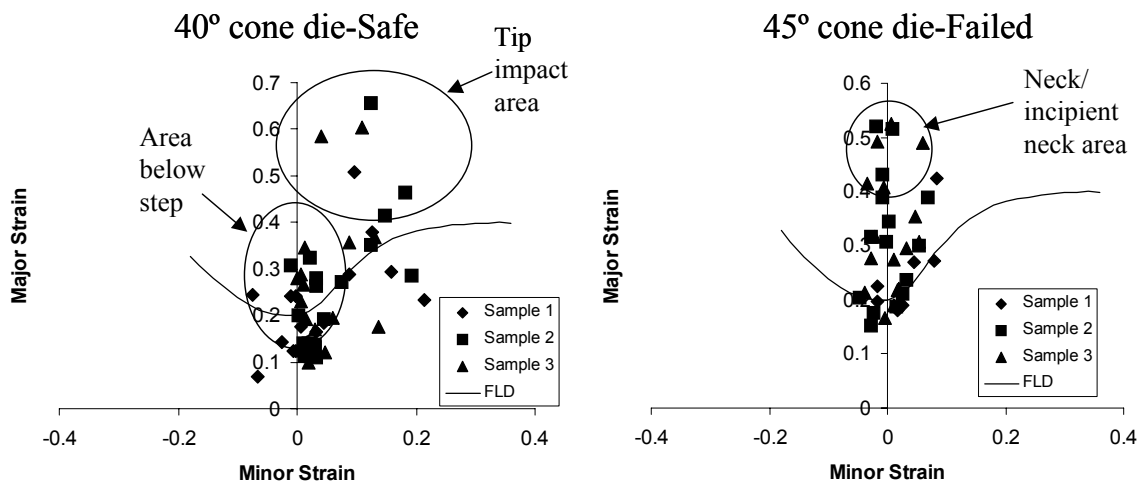 40º cone die-Safe
Tip
impact
area
Area
below
step
0.7
0.6
0.5
0.4
0.3
0.2
0.1
0
Major Strain
Sample 1
Sample 2
Sample 3
FLD
-0.4
-0.2
0
0.2
0.4
Minor Strain
45º cone die-Failed
Neck/
incipient
neck area
0.6
0.5
0.4
0.3
0.2
0.1
0
Major Strain
Sample 1
Sample 2
Sample 3
FLD
-0.4
-0.2
0
0.2
0.4
Minor Strain